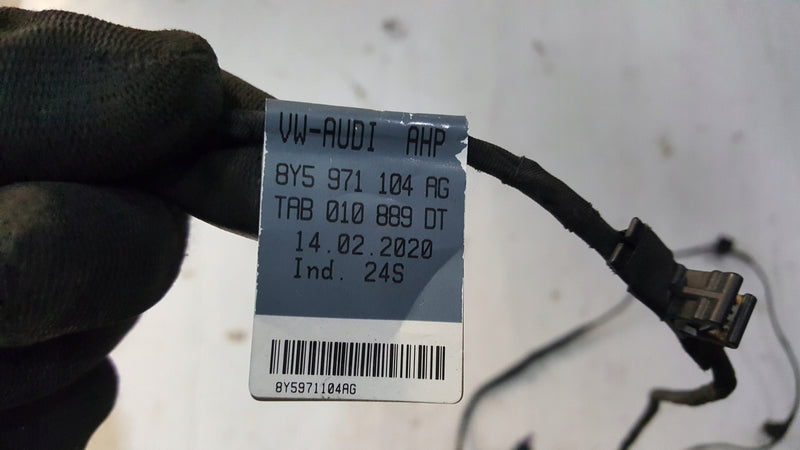 VW-AUDI AHP
8Y5 971 104 AG
TAB 010 889 DT
14.02.2020
Ind. 24S
8Y5971104AG